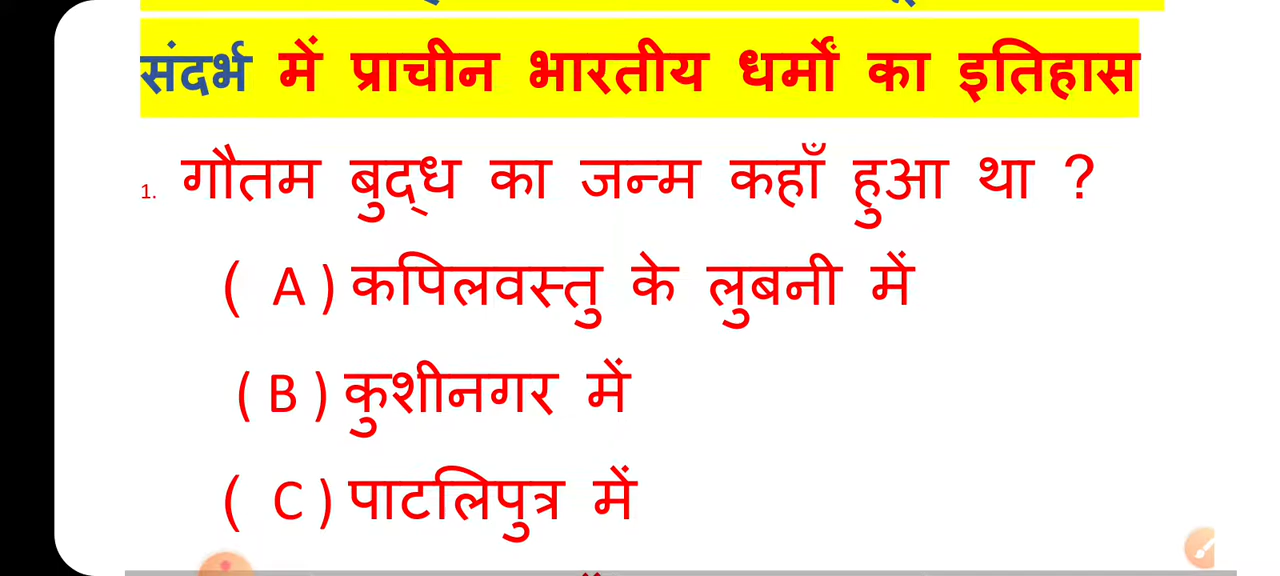 संदर्भ में प्राचीन भारतीय धर्मों का इतिहास
1. गौतम बुद्ध का जन्म कहाँ हुआ था ?
( A ) कपिलवस्तु के लुबनी में
( B ) कुशीनगर में
( C ) पाटलिपुत्र में